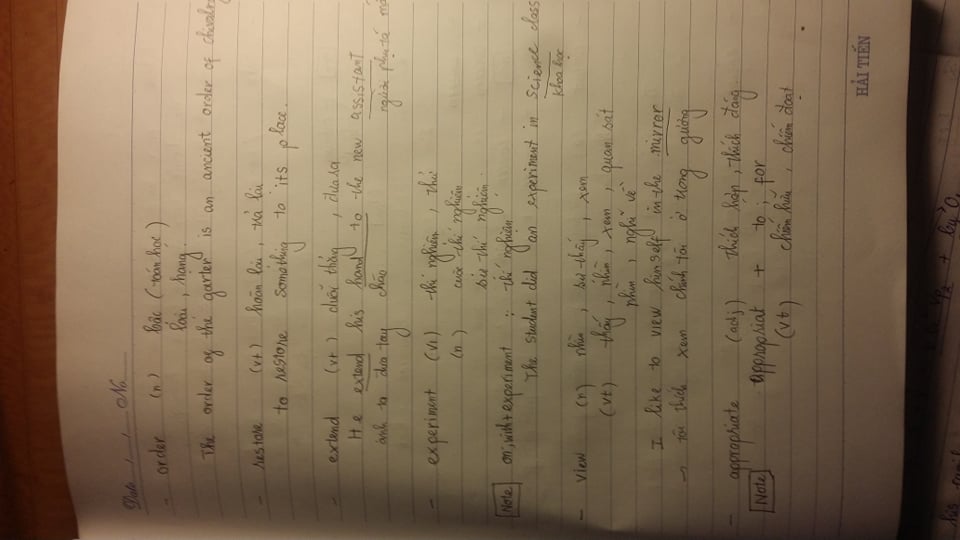 Date / / No.
- order (n) bậc (toán học)
loài, hạng
The order of the garter is an ancient order of chivalry
- restore (vt) hoàn lại, trả lại
to restore something to its place.
- extend (vt) duỗi thẳng, đưa ra
He extend his hand to the new assistant
ảnh ta đưa tay chào người phụ tá
- experiment (vi) thí nghiệm, thử
(n) cuộc thí nghiệm
sự thí nghiệm
Note on; with + experiment : thí nghiệm
The student did an experiment in science class
khoa học
- view (n) nhìn, sự thấy, xem
(vt) thấy, nhìn, xem, quan sát
nhìn, nghĩ về
I like to view himself in the mirror
→ tôi thích xem chính tôi ở trong gương
- appropriate (adj) thích hợp, thích đáng
Note appropriat + to; for
(vt) chiếm hữu, chiếm đoạt
HẢI TIẾN